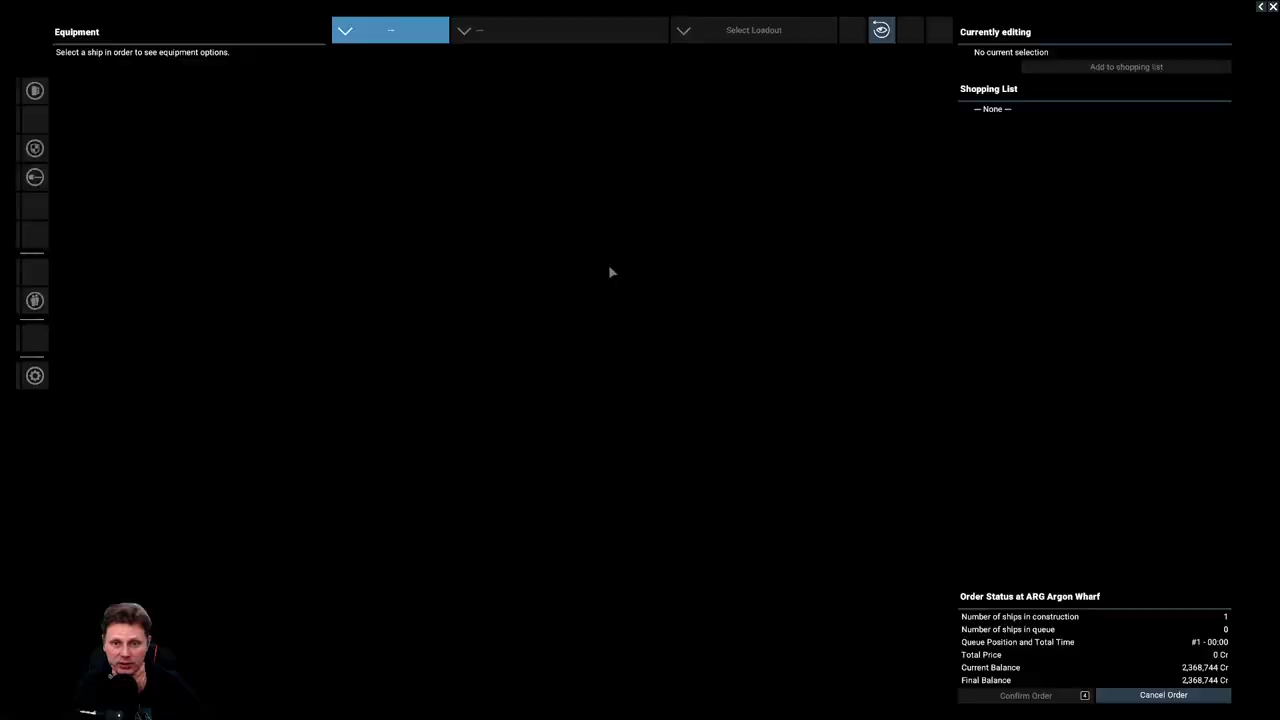 Equipment
Select a ship in order to see equipment options.
--
--
Select Loadout
Currently editing
No current selection
Add to shopping list
Shopping List
— None —
Order Status at ARG Argon Wharf
Number of ships in construction 1
Number of ships in queue 0
Queue Position and Total Time #1 - 00:00
Total Price 0 Cr
Current Balance 2,368,744 Cr
Final Balance 2,368,744 Cr
Confirm Order 4
Cancel Order